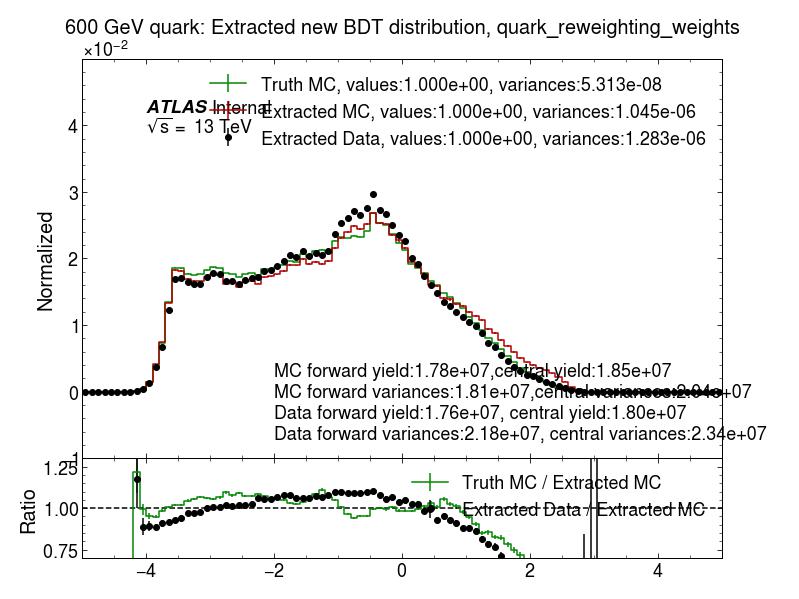 600 GeV quark: Extracted new BDT distribution, quark_reweighting_weights
×10⁻²
Truth MC, values:1.000e+00, variances:5.313e-08
ATLAS Internal
Extracted MC, values:1.000e+00, variances:1.045e-06
√s = 13 TeV
Extracted Data, values:1.000e+00, variances:1.283e-06
4
3
2
1
0
1
Normalized
MC forward yield:1.78e+07,central yield:1.85e+07
MC forward variances:1.81e+07,central variances:2.04e+07
Data forward yield:1.76e+07, central yield:1.80e+07
Data forward variances:2.18e+07, central variances:2.34e+07
1.25
1.00
0.75
Ratio
Truth MC / Extracted MC
Extracted Data / Extracted MC
−4 −2 0 2 4